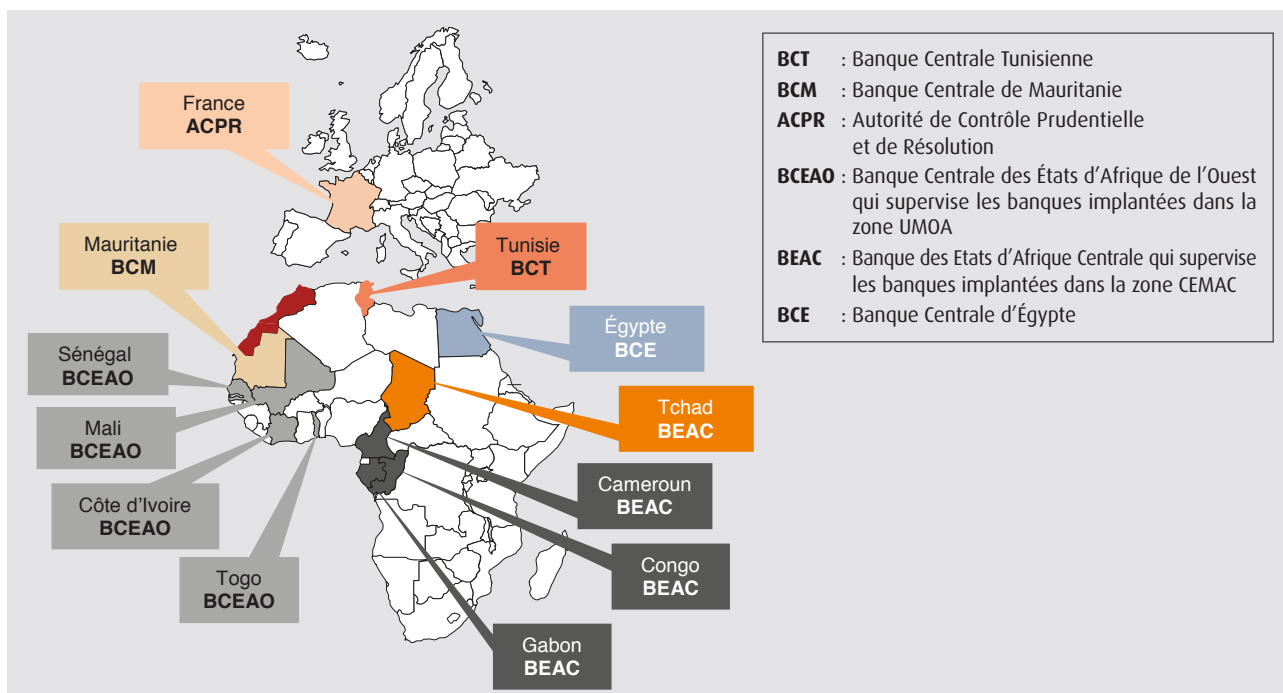 France
ACPR
Mauritanie
BCM
Tunisie
BCT
Égypte
BCE
Sénégal
BCEAO
Mali
BCEAO
Côte d’Ivoire
BCEAO
Togo
BCEAO
Tchad
BEAC
Cameroun
BEAC
Congo
BEAC
Gabon
BEAC
BCT : Banque Centrale Tunisienne
BCM : Banque Centrale de Mauritanie
ACPR : Autorité de Contrôle Prudentielle
et de Résolution
BCEAO : Banque Centrale des États d’Afrique de l’Ouest
qui supervise les banques implantées dans la
zone UMOA
BEAC : Banque des Etats d’Afrique Centrale qui supervise
les banques implantées dans la zone CEMAC
BCE : Banque Centrale d’Égypte